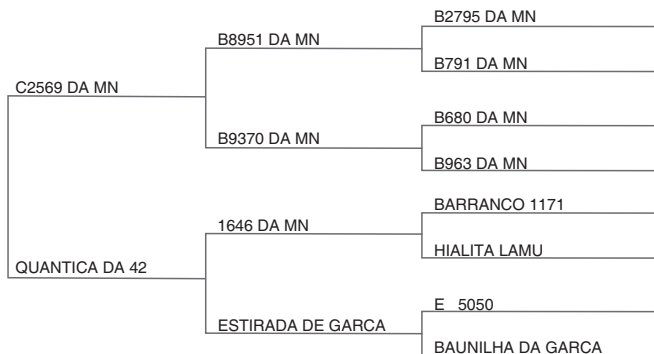 B2795 DA MN
B8951 DA MN
B791 DA MN
C2569 DA MN
B680 DA MN
B9370 DA MN
B963 DA MN
BARRANCO 1171
1646 DA MN
HIALITA LAMU
QUANTICA DA 42
E 5050
ESTIRADA DE GARCA
BAUNILHA DA GARCA